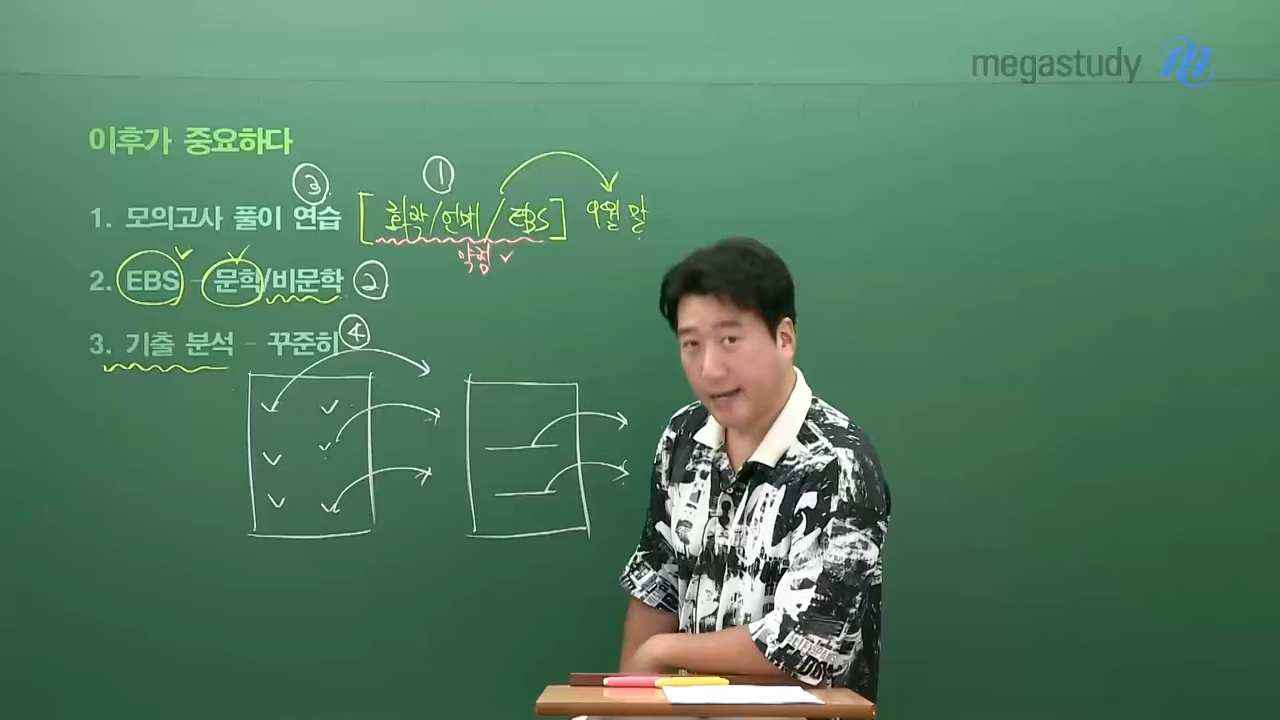 megastudy
이후가 중요하다
③ ①
1. 모의고사 풀이 연습 [화작/언매/EBS] 9월 말
약점
2. EBS - 문학/비문학 ②
3. 기출 분석 - 꾸준히 ④